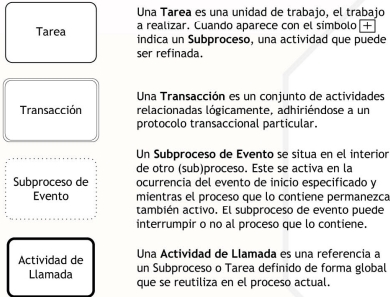 Tarea
Una Tarea es una unidad de trabajo, el trabajo
a realizar. Cuando aparece con el símbolo +
indica un Subproceso, una actividad que puede
ser refinada.
Transacción
Una Transacción es un conjunto de actividades
relacionadas lógicamente, adhiriéndose a un
protocolo transaccional particular.
Subproceso de
Evento
Un Subproceso de Evento se situa en el interior
de otro (sub)proceso. Este se activa en la
ocurrencia del evento de inicio especificado y
mientras el proceso que lo contiene permanezca
también activo. El subproceso de evento puede
interrumpir o no al proceso que lo contiene.
Actividad de
Llamada
Una Actividad de Llamada es una referencia a
un Subproceso o Tarea definido de forma global
que se reutiliza en el proceso actual.